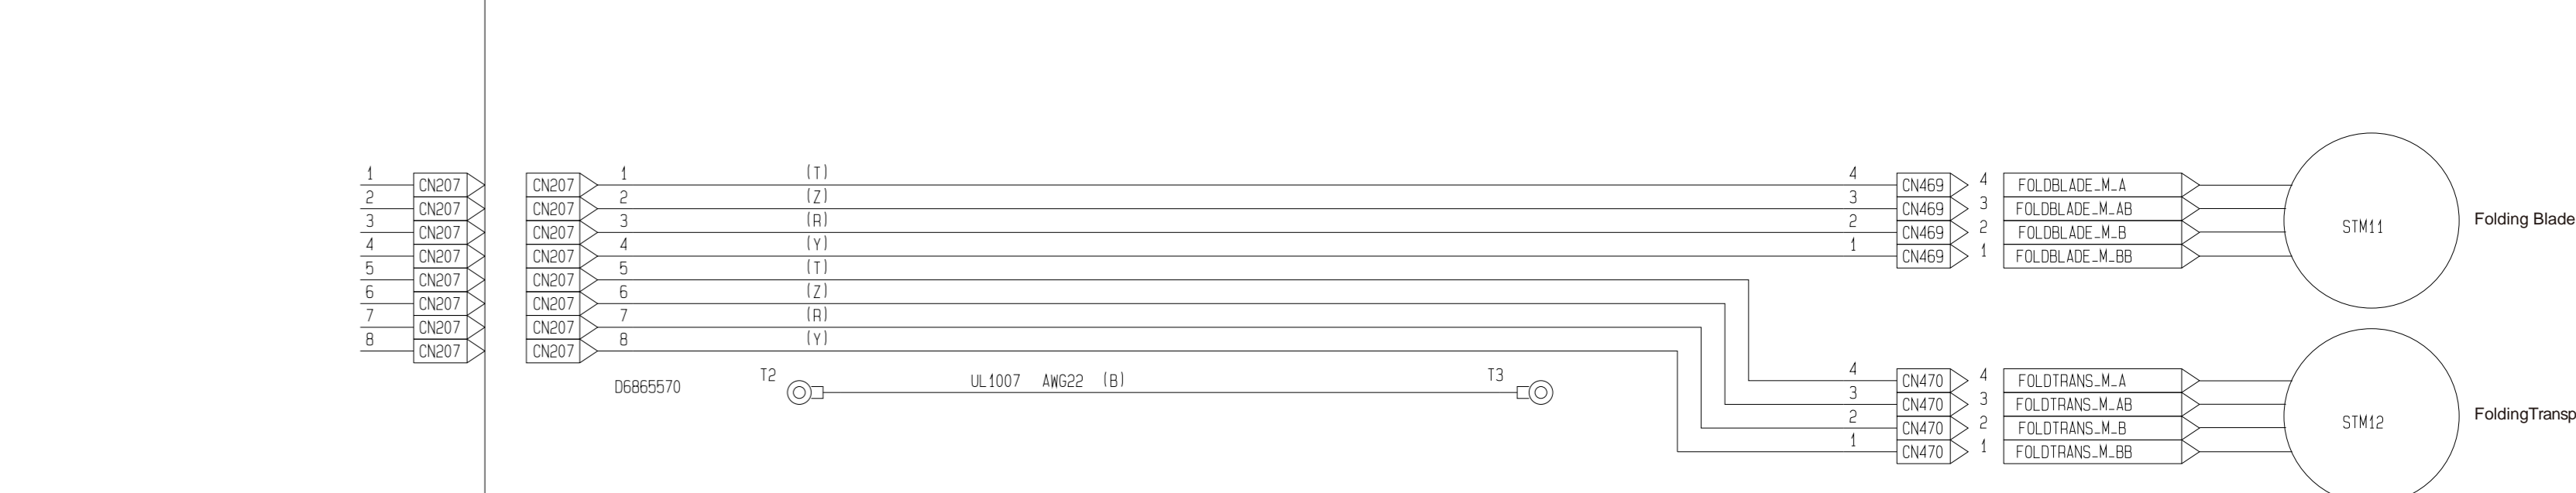 1 CN207 CN207 1 (T) 4 CN469 4 FOLDBLADE_M_A
2 CN207 CN207 2 (Z) 3 CN469 3 FOLDBLADE_M_AB
3 CN207 CN207 3 (R) 2 CN469 2 FOLDBLADE_M_B
4 CN207 CN207 4 (Y) 1 CN469 1 FOLDBLADE_M_BB
STM11 Folding Blade
5 CN207 CN207 5 (T)
6 CN207 CN207 6 (Z)
7 CN207 CN207 7 (R)
8 CN207 CN207 8 (Y)
D6865570 T2 UL1007 AWG22 (B) T3
4 CN470 4 FOLDTRANS_M_A
3 CN470 3 FOLDTRANS_M_AB
2 CN470 2 FOLDTRANS_M_B
1 CN470 1 FOLDTRANS_M_BB
STM12 FoldingTransp